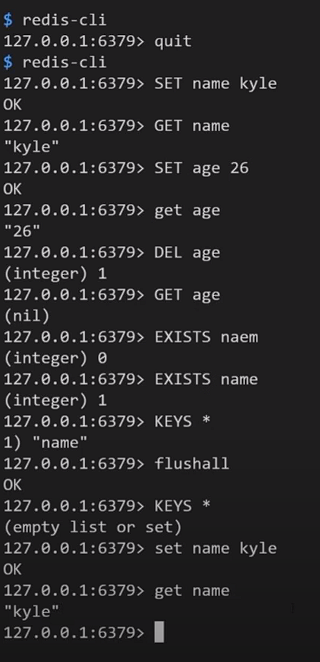 $ redis-cli
127.0.0.1:6379> quit
$ redis-cli
127.0.0.1:6379> SET name kyle
OK
127.0.0.1:6379> GET name
"kyle"
127.0.0.1:6379> SET age 26
OK
127.0.0.1:6379> get age
"26"
127.0.0.1:6379> DEL age
(integer) 1
127.0.0.1:6379> GET age
(nil)
127.0.0.1:6379> EXISTS naem
(integer) 0
127.0.0.1:6379> EXISTS name
(integer) 1
127.0.0.1:6379> KEYS *
1) "name"
127.0.0.1:6379> flushall
OK
127.0.0.1:6379> KEYS *
(empty list or set)
127.0.0.1:6379> set name kyle
OK
127.0.0.1:6379> get name
"kyle"
127.0.0.1:6379>